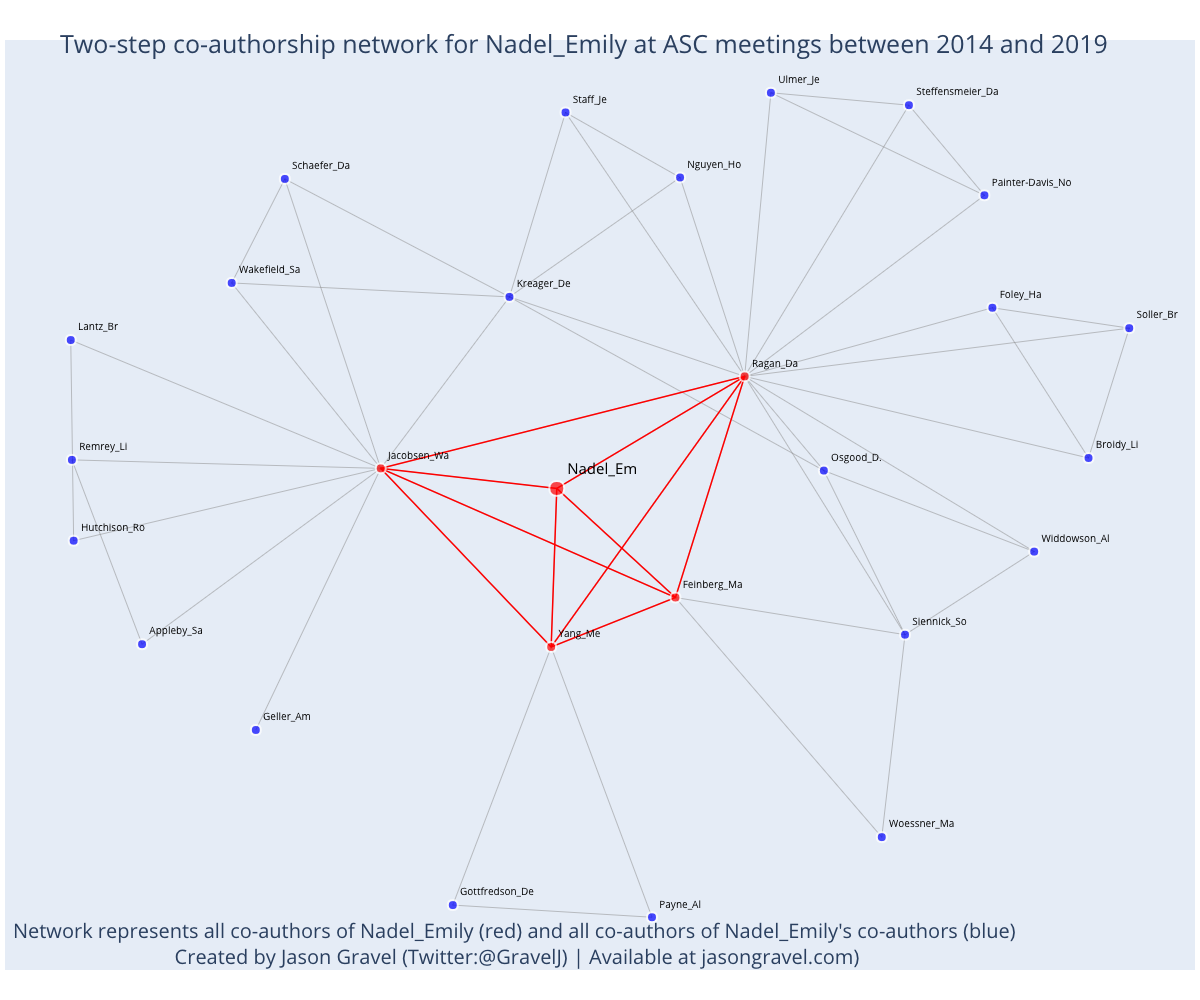 Two-step co-authorship network for Nadel_Emily at ASC meetings between 2014 and 2019
Ulmer_Je
Steffensmeier_Da
Staff_Je
Nguyen_Ho
Schaefer_Da
Painter-Davis_No
Wakefield_Sa
Kreager_De
Foley_Ha
Soller_Br
Lantz_Br
Ragan_Da
Remrey_Li
Broidy_Li
Jacobsen_Wa
Osgood_D.
Nadel_Em
Hutchison_Ro
Widdowson_Al
Feinberg_Ma
Siennick_So
Appleby_Sa
Yang_Me
Geller_Am
Woessner_Ma
Gottfredson_De
Payne_Al
Network represents all co-authors of Nadel_Emily (red) and all co-authors of Nadel_Emily's co-authors (blue)
Created by Jason Gravel (Twitter:@GravelJ) | Available at jasongravel.com)